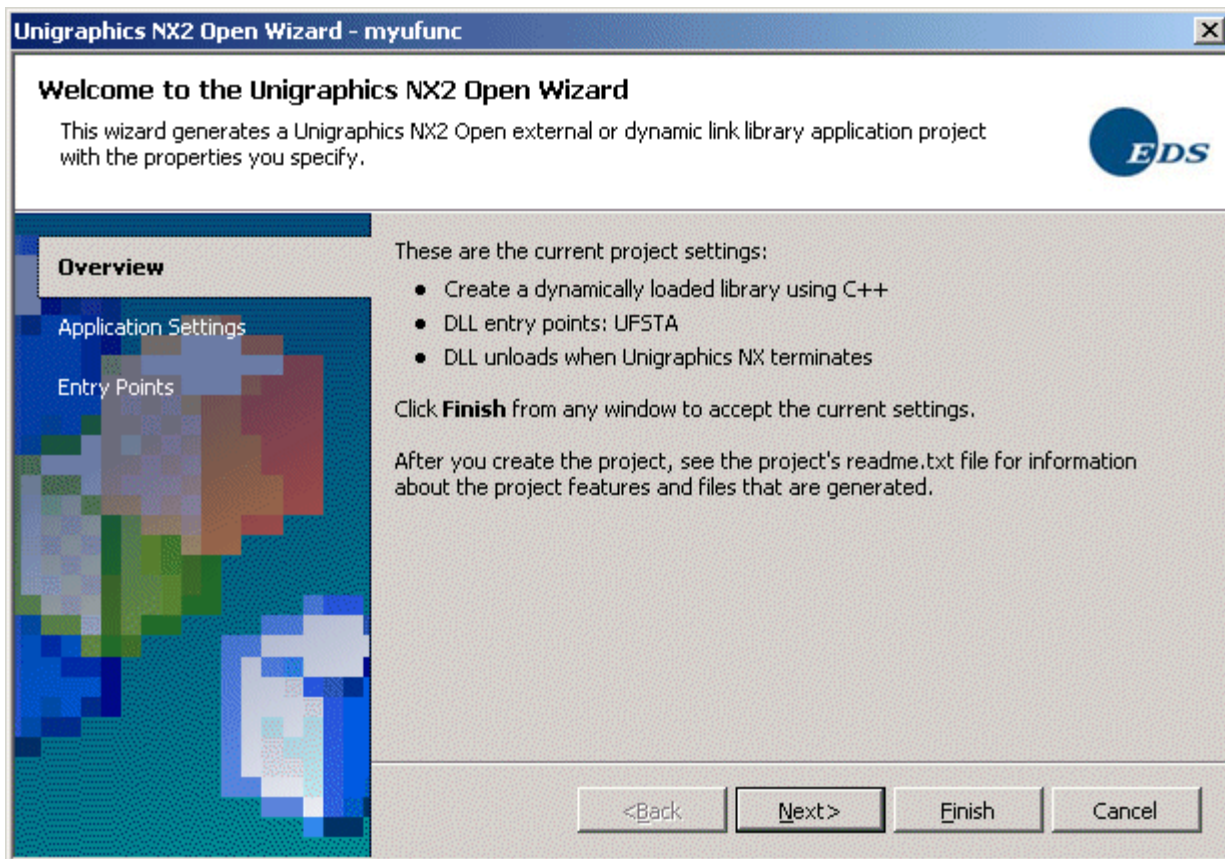 Unigraphics NX2 Open Wizard - myufunc
Welcome to the Unigraphics NX2 Open Wizard
This wizard generates a Unigraphics NX2 Open external or dynamic link library application project
with the properties you specify.
EDS
Overview
Application Settings
Entry Points
These are the current project settings:
• Create a dynamically loaded library using C++
• DLL entry points: UFSTA
• DLL unloads when Unigraphics NX terminates
Click Finish from any window to accept the current settings.
After you create the project, see the project's readme.txt file for information
about the project features and files that are generated.
<Back Next> Finish Cancel